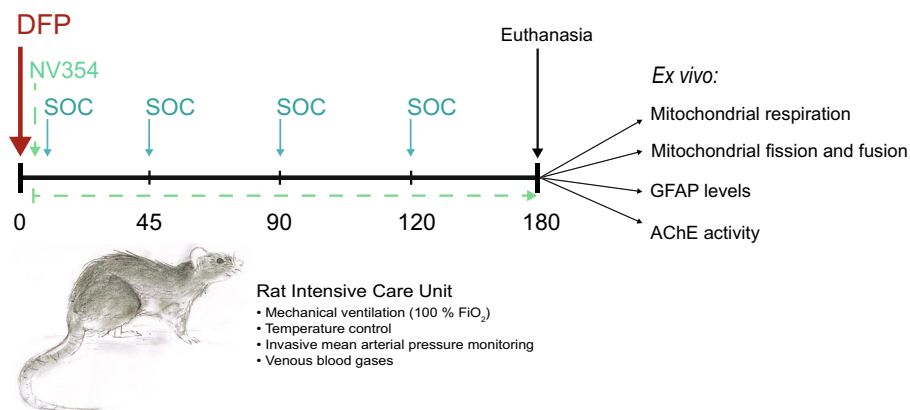 DFP
NV354
SOC SOC SOC SOC
Euthanasia
0 45 90 120 180
Ex vivo:
Mitochondrial respiration
Mitochondrial fission and fusion
GFAP levels
AChE activity
Rat Intensive Care Unit
• Mechanical ventilation (100 % FiO₂)
• Temperature control
• Invasive mean arterial pressure monitoring
• Venous blood gases